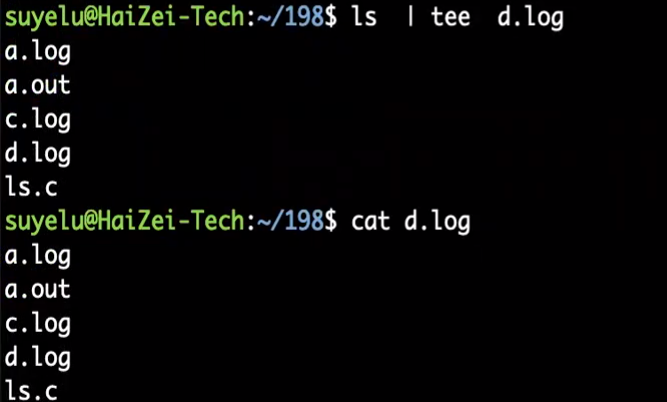 suyelu@HaiZei-Tech:~/198$ ls  | tee  d.log
a.log
a.out
c.log
d.log
ls.c
suyelu@HaiZei-Tech:~/198$ cat d.log
a.log
a.out
c.log
d.log
ls.c